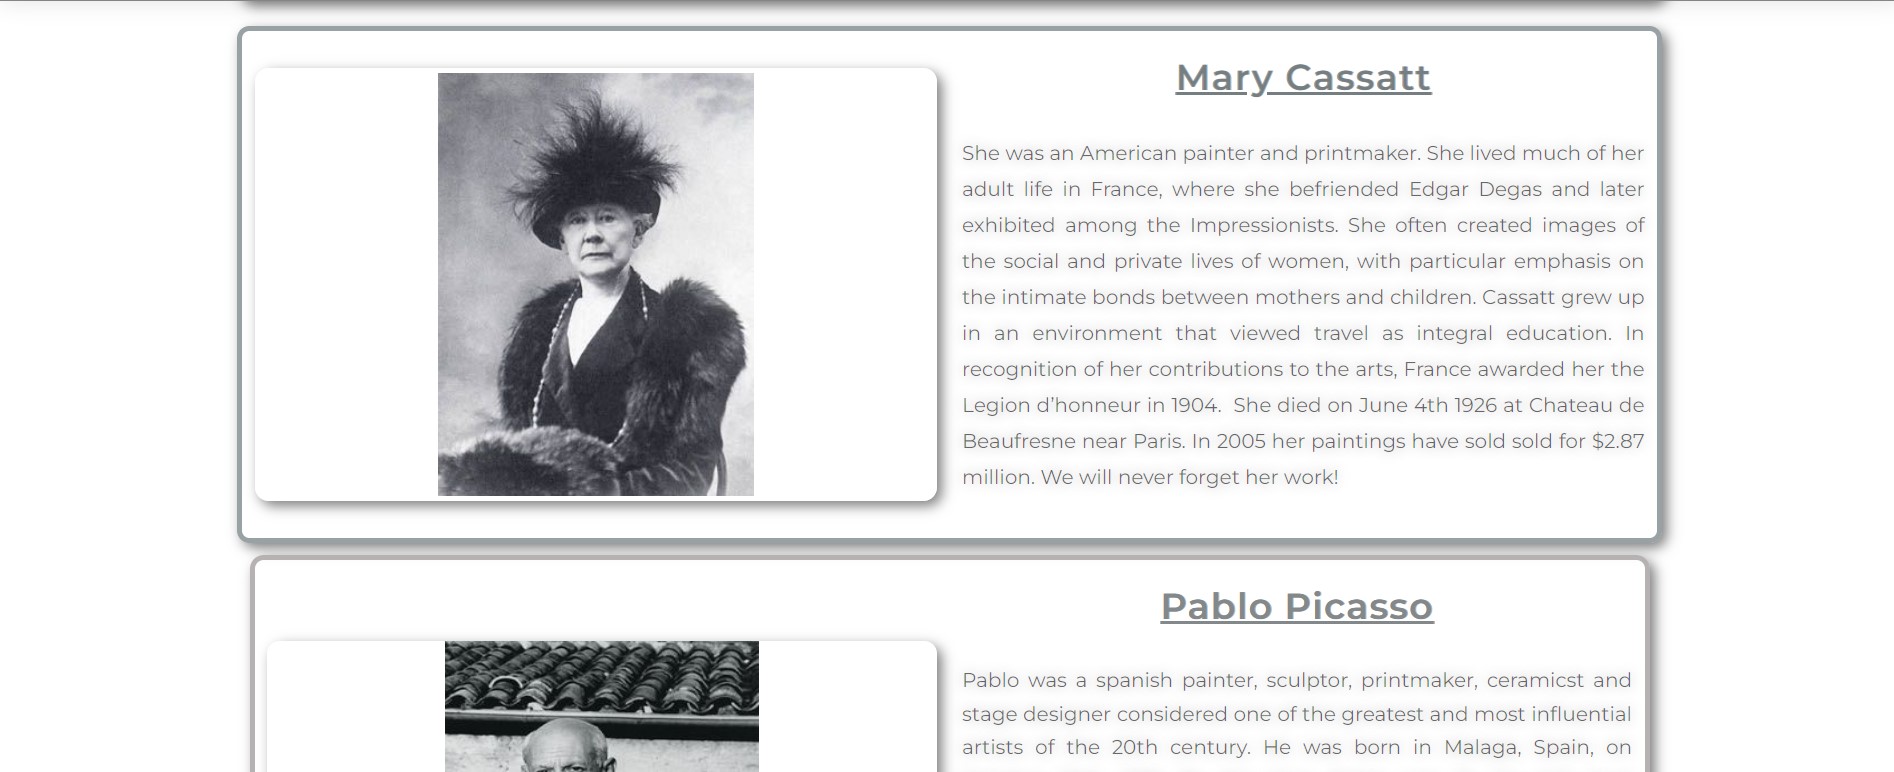 Mary Cassatt
She was an American painter and printmaker. She lived much of her
adult life in France, where she befriended Edgar Degas and later
exhibited among the Impressionists. She often created images of
the social and private lives of women, with particular emphasis on
the intimate bonds between mothers and children. Cassatt grew up
in an environment that viewed travel as integral education. In
recognition of her contributions to the arts, France awarded her the
Legion d’honneur in 1904.  She died on June 4th 1926 at Chateau de
Beaufresne near Paris. In 2005 her paintings have sold sold for $2.87
million. We will never forget her work!
Pablo Picasso
Pablo was a spanish painter, sculptor, printmaker, ceramicst and
stage designer considered one of the greatest and most influential
artists of the 20th century. He was born in Malaga, Spain, on